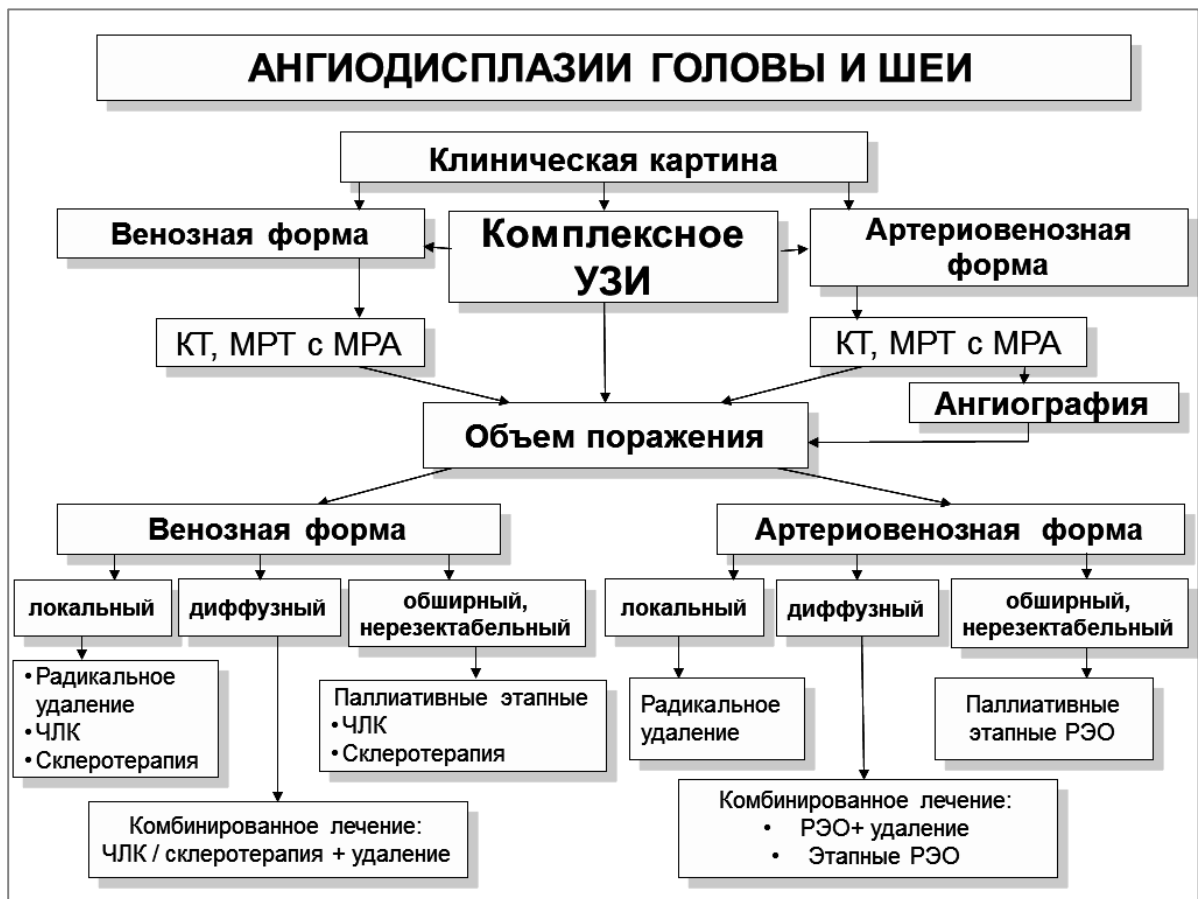 АНГИОДИСПЛАЗИИ ГОЛОВЫ И ШЕИ
Клиническая картина
Венозная форма
Комплексное
УЗИ
Артериовенозная
форма
КТ, МРТ с МРА
КТ, МРТ с МРА
Ангиография
Объем поражения
Венозная форма
Артериовенозная форма
локальный
диффузный
обширный,
нерезектабельный
локальный
диффузный
обширный,
нерезектабельный
• Радикальное
удаление
• ЧЛК
• Склеротерапия
Паллиативные этапные
• ЧЛК
• Склеротерапия
Радикальное
удаление
Паллиативные
этапные РЭО
Комбинированное лечение:
ЧЛК / склеротерапия + удаление
Комбинированное лечение:
• РЭО+ удаление
• Этапные РЭО